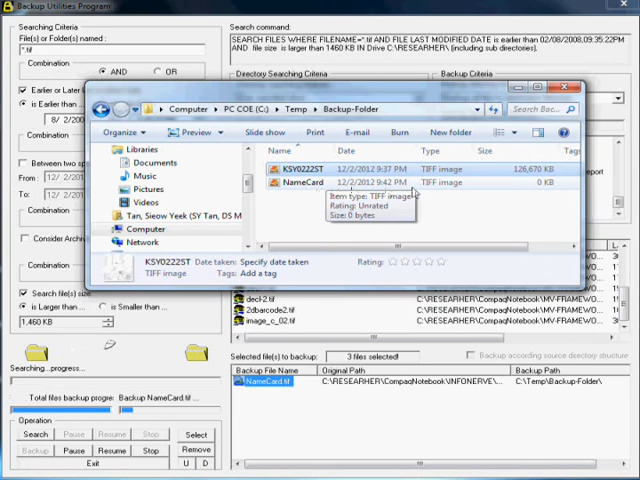 Backup Utilities Program
Searching Criteria
File(s) or Folder(s) named :
*.tif
Combination
AND
OR
Earlier or Later
is Earlier ...
8/ 2/
Combination
Between two
From :
12/ 2/
To:
12/ 2/
Combination
Consider Archi
Combination
Search file(s) size
is Larger ...
is Smaller ...
1,460 KB
Searching...progress...
Total files backup progre:
Backup NameCard.tif ...
Operation
Search
Pause
Resume
Stop
Select
Backup
Pause
Resume
Stop
Remove
Exit
U
D
Search command:
SEARCH FILES WHERE FILENAME=*.tif AND FILE LAST MODIFIED DATE is earlier than 02/08/2008,09:35:22PM
AND file size is larger than 1460 KB IN Drive C:\RESEARHER\ (including sub directories).
Directory Searching Criteria
Backup Criteria
Computer
PC COE (C:)
Temp
Backup-Folder
Search Bac...
Organize
Preview
Slide show
Print
E-mail
Burn
New folder
Libraries
Documents
Music
Pictures
Videos
Tan, Sieow Yeek (SY Tan, DS M
Computer
Network
Name
Date
Type
Size
Tags
KSY0222ST
12/2/2012 9:37 PM
TIFF image
126,670 KB
NameCard
12/2/2012 9:42 PM
TIFF image
0 KB
Item type: TIFF image
Rating: Unrated
Size: 0 bytes
KSY0222ST
Date taken: Specify date taken
Rating:
TIFF image
Tags: Add a tag
report
decl-2.tif
C:\RESEARHER\CompaqNotebook\MV-FRAMEWO...
2dbarcode2.tif
C:\RESEARHER\CompaqNotebook\MV-FRAMEWO...
image_c_02.tif
C:\RESEARHER\CompaqNotebook\MV-FRAMEWO...
Selected file(s) to backup:
3 files selected!
Backup according source directory structure
Backup File Name
Original Path
Backup Path
NameCard.tif
C:\RESEARHER\CompaqNotebook\INFONERVE\...
C:\Temp\Backup-Folder\